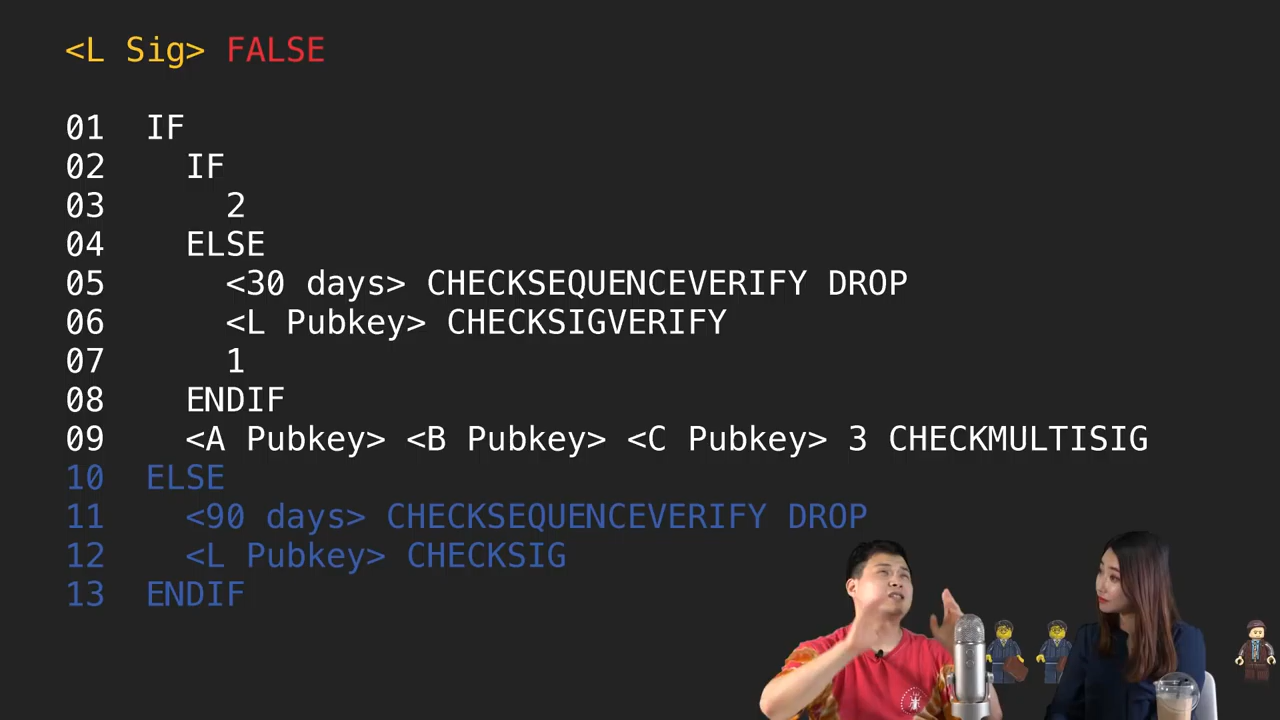 <L Sig> FALSE
01 IF
02 IF
03 2
04 ELSE
05 <30 days> CHECKSEQUENCEVERIFY DROP
06 <L Pubkey> CHECKSIGVERIFY
07 1
08 ENDIF
09 <A Pubkey> <B Pubkey> <C Pubkey> 3 CHECKMULTISIG
10 ELSE
11 <90 days> CHECKSEQUENCEVERIFY DROP
12 <L Pubkey> CHECKSIG
13 ENDIF